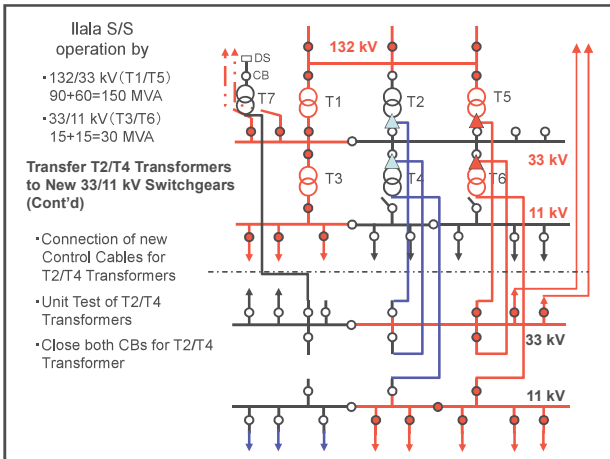 Ilala S/S
operation by
・132/33 kV(T1/T5)
90+60=150 MVA
・33/11 kV(T3/T6)
15+15=30 MVA
Transfer T2/T4 Transformers
to New 33/11 kV Switchgears
(Cont'd)
・Connection of new
Control Cables for
T2/T4 Transformers
・Unit Test of T2/T4
Transformers
・Close both CBs for T2/T4
Transformer
DS
CB
132 kV
T7
T1
T2
T5
33 kV
T3
T4
T6
11 kV
33 kV
11 kV